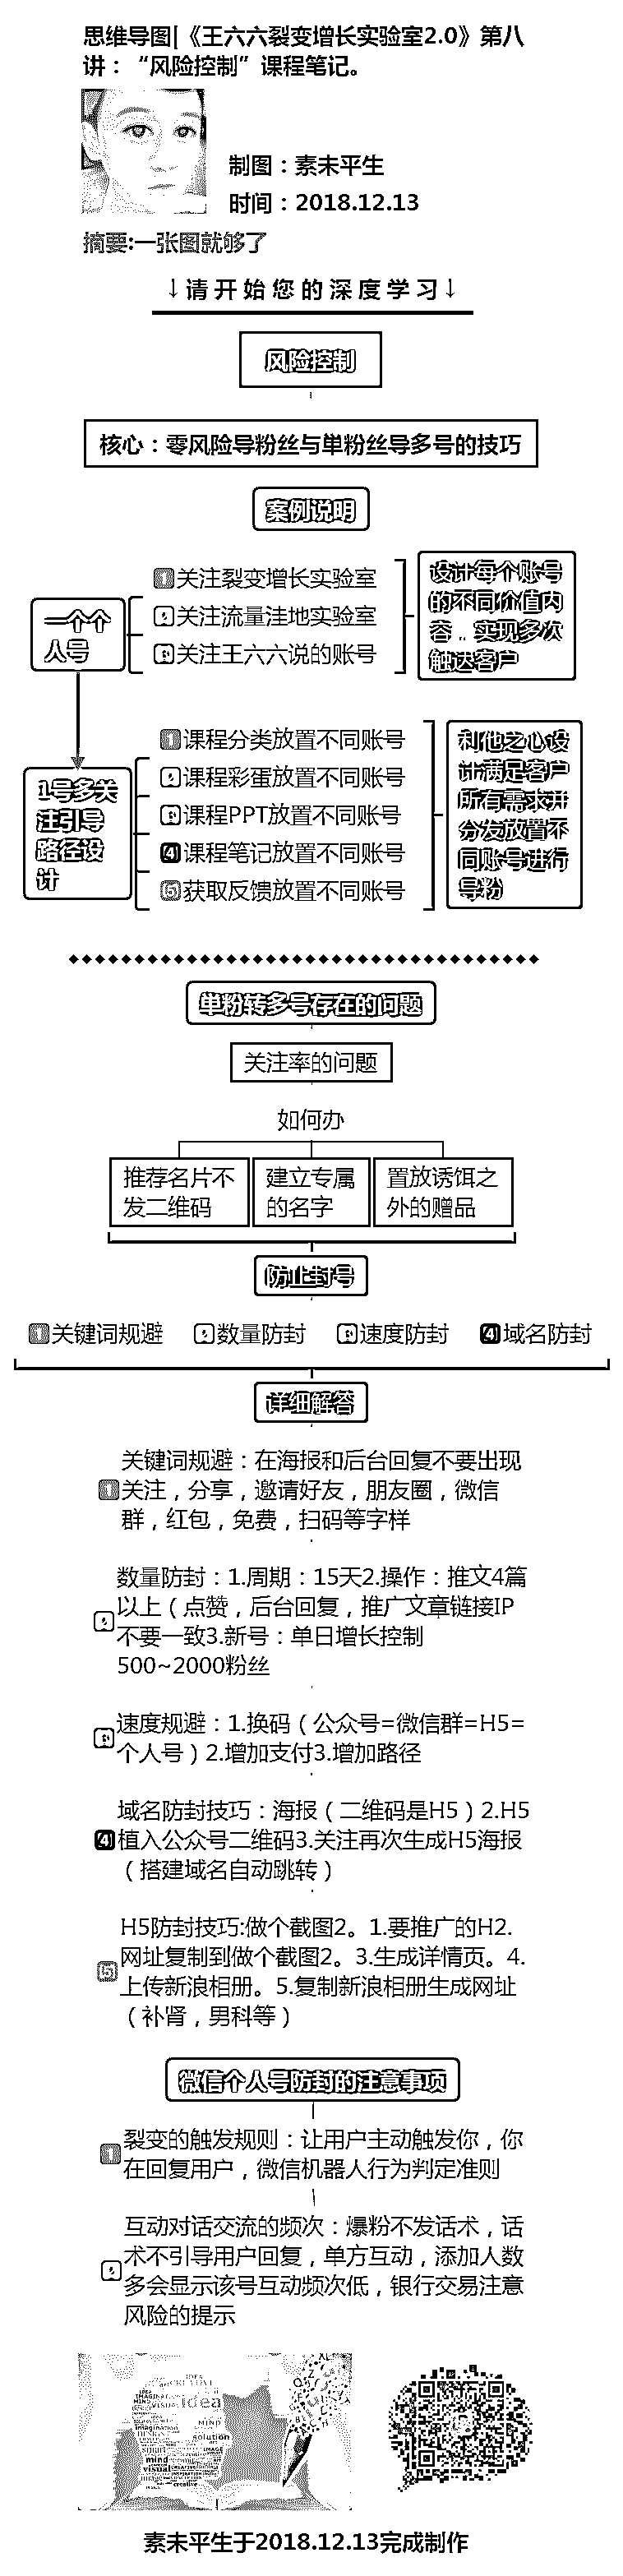 思维导图[《王六六裂变增长实验室2.0》第八
讲：“风险控制”课程笔记。
制图：素未平生
时间：2018.12.13
摘要:一张图就够了
↓请开始您的深度学习↓
风险控制
核心：零风险导粉丝与单粉丝导多号的技巧
案例说明
一个个
人号
1关注裂变增长实验室
2关注流量洼地实验室
3关注王六六说的账号
设计每个账号
的不同价值内
容..实现多次
触达客户
1号多关
注引导
路径设
计
1课程分类放置不同账号
2课程彩蛋放置不同账号
3课程PPT放置不同账号
4课程笔记放置不同账号
5获取反馈放置不同账号
利他之心设
计满足客户
所有需求并
分发放置不
同账号进行
导粉
单粉转多号存在的问题
关注率的问题
如何办
推荐名片不
发二维码
建立专属
的名字
置放诱饵之
外的赠品
防止封号
1关键词规避 2数量防封 3速度防封 4域名防封
详细解答
关键词规避：在海报和后台回复不要出现
1关注，分享，邀请好友，朋友圈，微信
群，红包，免费，扫码等字样
数量防封：1.周期：15天2.操作：推文4篇
2以上（点赞，后台回复，推广文章链接IP
不要一致3.新号：单日增长控制
500~2000粉丝
3速度规避：1.换码（公众号=微信群=H5=
个人号）2.增加支付3.增加路径
域名防封技巧：海报（二维码是H5）2.H5
4植入公众号二维码3.关注再次生成H5海报
（搭建域名自动跳转）
H5防封技巧:做个截图2。1.要推广的H2.
5网址复制到做个截图2。3.生成详情页。4.
上传新浪相册。5.复制新浪相册生成网址
（补肾，男科等）
微信个人号防封的注意事项
1裂变的触发规则：让用户主动触发你，你
在回复用户，微信机器人行为判定准则
互动对话交流的频次：爆粉不发话术，话
2术不引导用户回复，单方互动，添加人数
多会显示该号互动频次低，银行交易注意
风险的提示
idea
MIND
solution
mind
visual
素未平生于2018.12.13完成制作